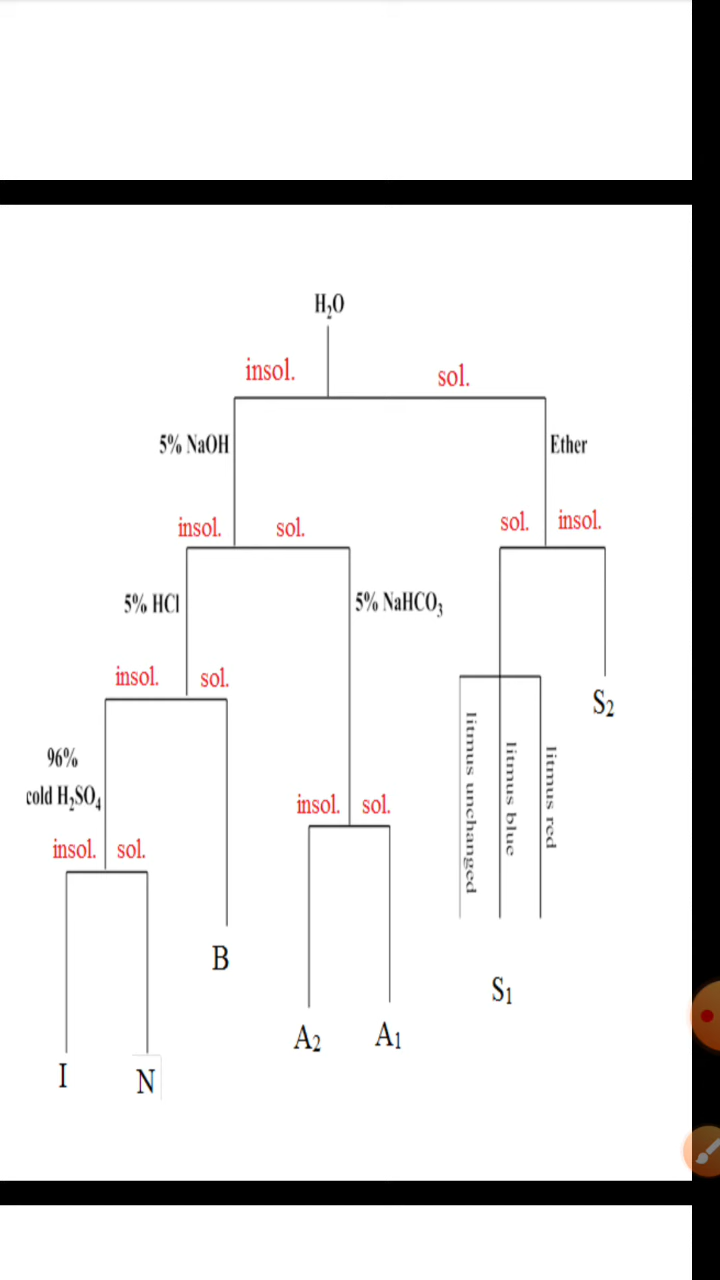 H₂O
insol. sol.
5% NaOH Ether
insol. sol. sol. insol.
5% HCl 5% NaHCO₃
insol. sol.
S₂
litmus unchanged
litmus blue
litmus red
96%
cold H₂SO₄
insol. sol.
insol. sol.
B
S₁
A₂ A₁
I N